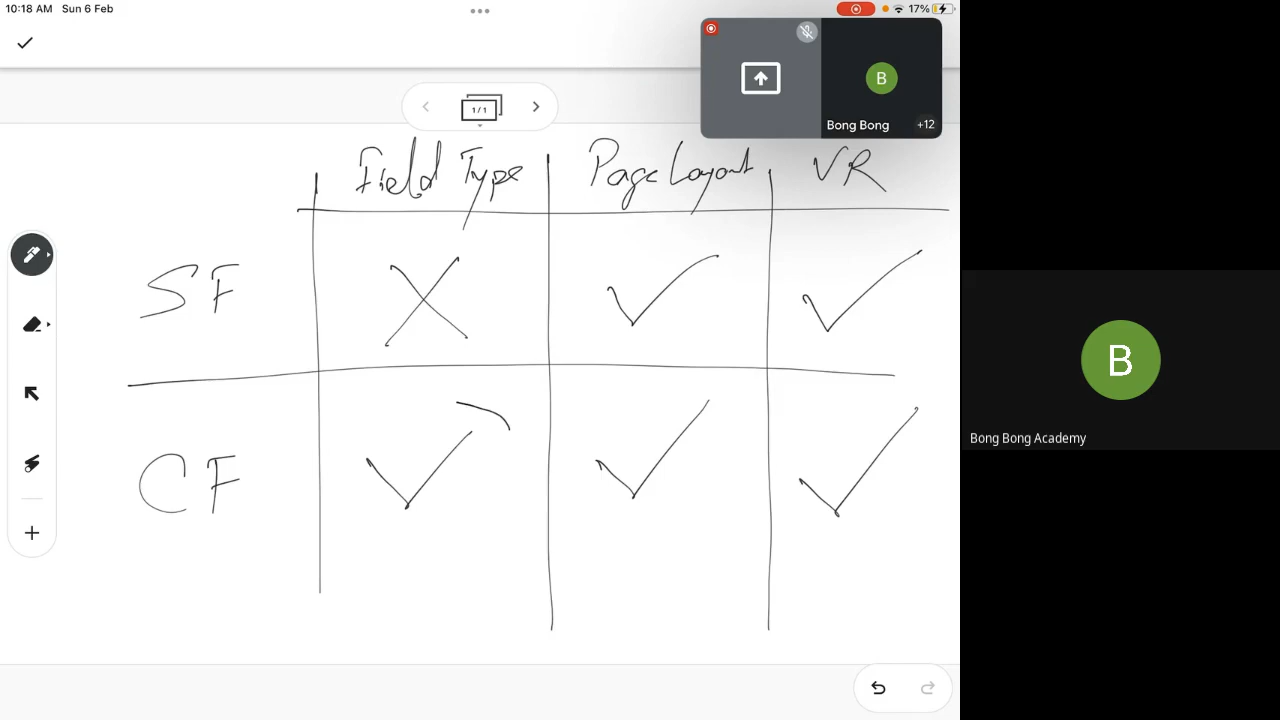 10:18 AM Sun 6 Feb
17%
1/1
B
Bong Bong +12
Field Type Page Layout VR
SF
CF
B
Bong Bong Academy